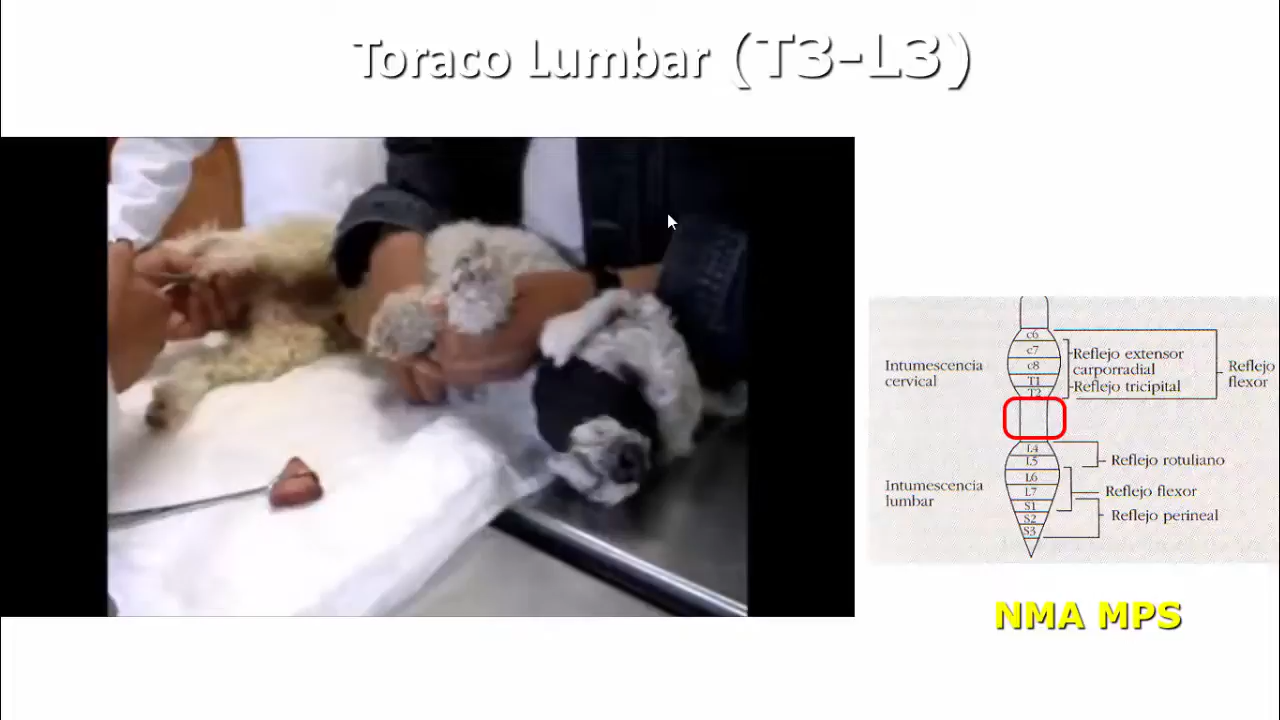 Toraco Lumbar (T3-L3)
c6
c7
c8
T1
T2
Intumescencia
cervical
Reflejo extensor
carporradial
Reflejo tricipital
Reflejo
flexor
L4
L5
L6
L7
S1
S2
S3
Intumescencia
lumbar
Reflejo rotuliano
Reflejo flexor
Reflejo perineal
NMA MPS